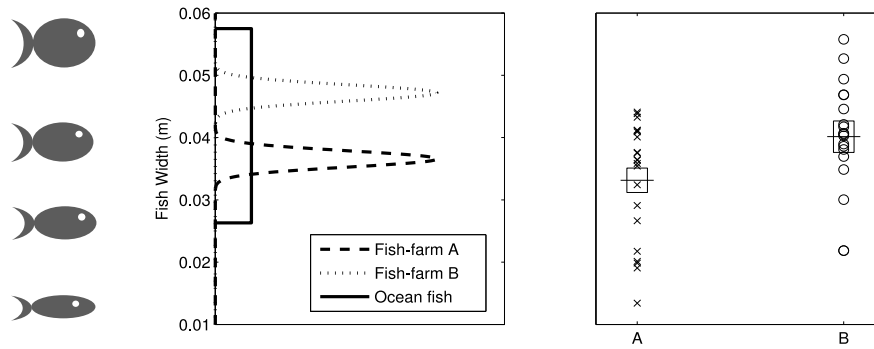 0.06
0.05
0.04
0.03
0.02
0.01
Fish Width (m)
Fish-farm A
Fish-farm B
Ocean fish
A
B